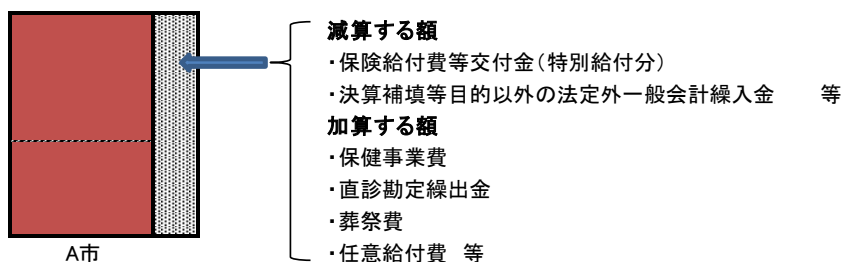 減算する額
・保険給付費等交付金（特別給付分）
・決算補填等目的以外の法定外一般会計繰入金　　等
加算する額
・保健事業費
・直診勘定繰出金
・葬祭費
・任意給付費　等
A市